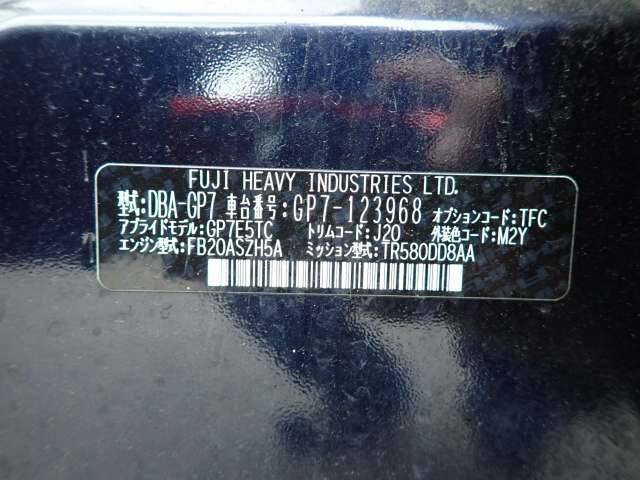 FUJI HEAVY INDUSTRIES LTD.
型式:DBA-GP7 車台番号:GP7-123968 オプションコード:TFC
アプライドモデル:GP7E5TC トリムコード:J20 外装色コード:M2Y
エンジン型式:FB20ASZH5A ミッション型式:TR580DD8AA